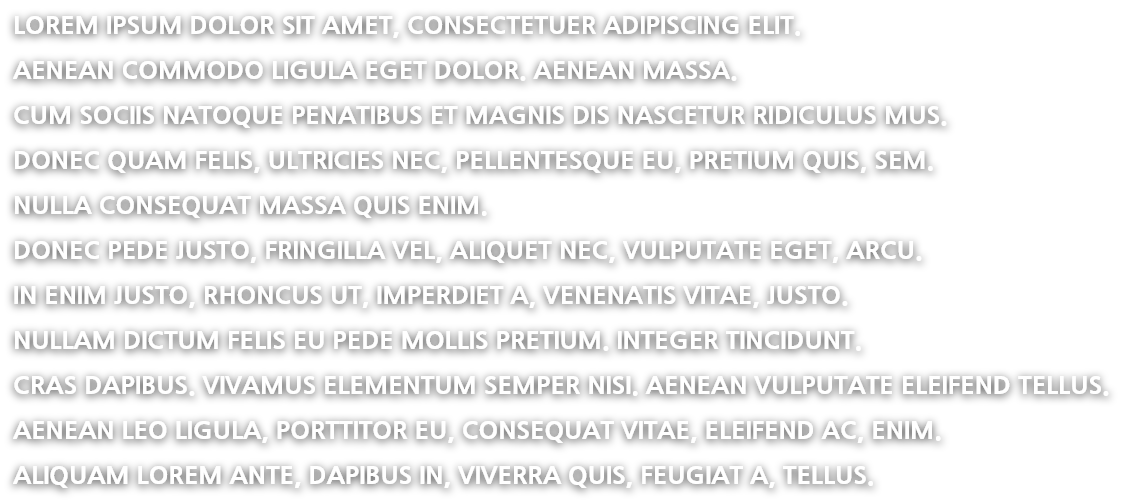 LOREM IPSUM DOLOR SIT AMET, CONSECTETUER ADIPISCING ELIT.
AENEAN COMMODO LIGULA EGET DOLOR. AENEAN MASSA.
CUM SOCIIS NATOQUE PENATIBUS ET MAGNIS DIS NASCETUR RIDICULUS MUS.
DONEC QUAM FELIS, ULTRICIES NEC, PELLENTESQUE EU, PRETIUM QUIS, SEM.
NULLA CONSEQUAT MASSA QUIS ENIM.
DONEC PEDE JUSTO, FRINGILLA VEL, ALIQUET NEC, VULPUTATE EGET, ARCU.
IN ENIM JUSTO, RHONCUS UT, IMPERDIET A, VENENATIS VITAE, JUSTO.
NULLAM DICTUM FELIS EU PEDE MOLLIS PRETIUM. INTEGER TINCIDUNT.
CRAS DAPIBUS. VIVAMUS ELEMENTUM SEMPER NISI. AENEAN VULPUTATE ELEIFEND TELLUS.
AENEAN LEO LIGULA, PORTTITOR EU, CONSEQUAT VITAE, ELEIFEND AC, ENIM.
ALIQUAM LOREM ANTE, DAPIBUS IN, VIVERRA QUIS, FEUGIAT A, TELLUS.